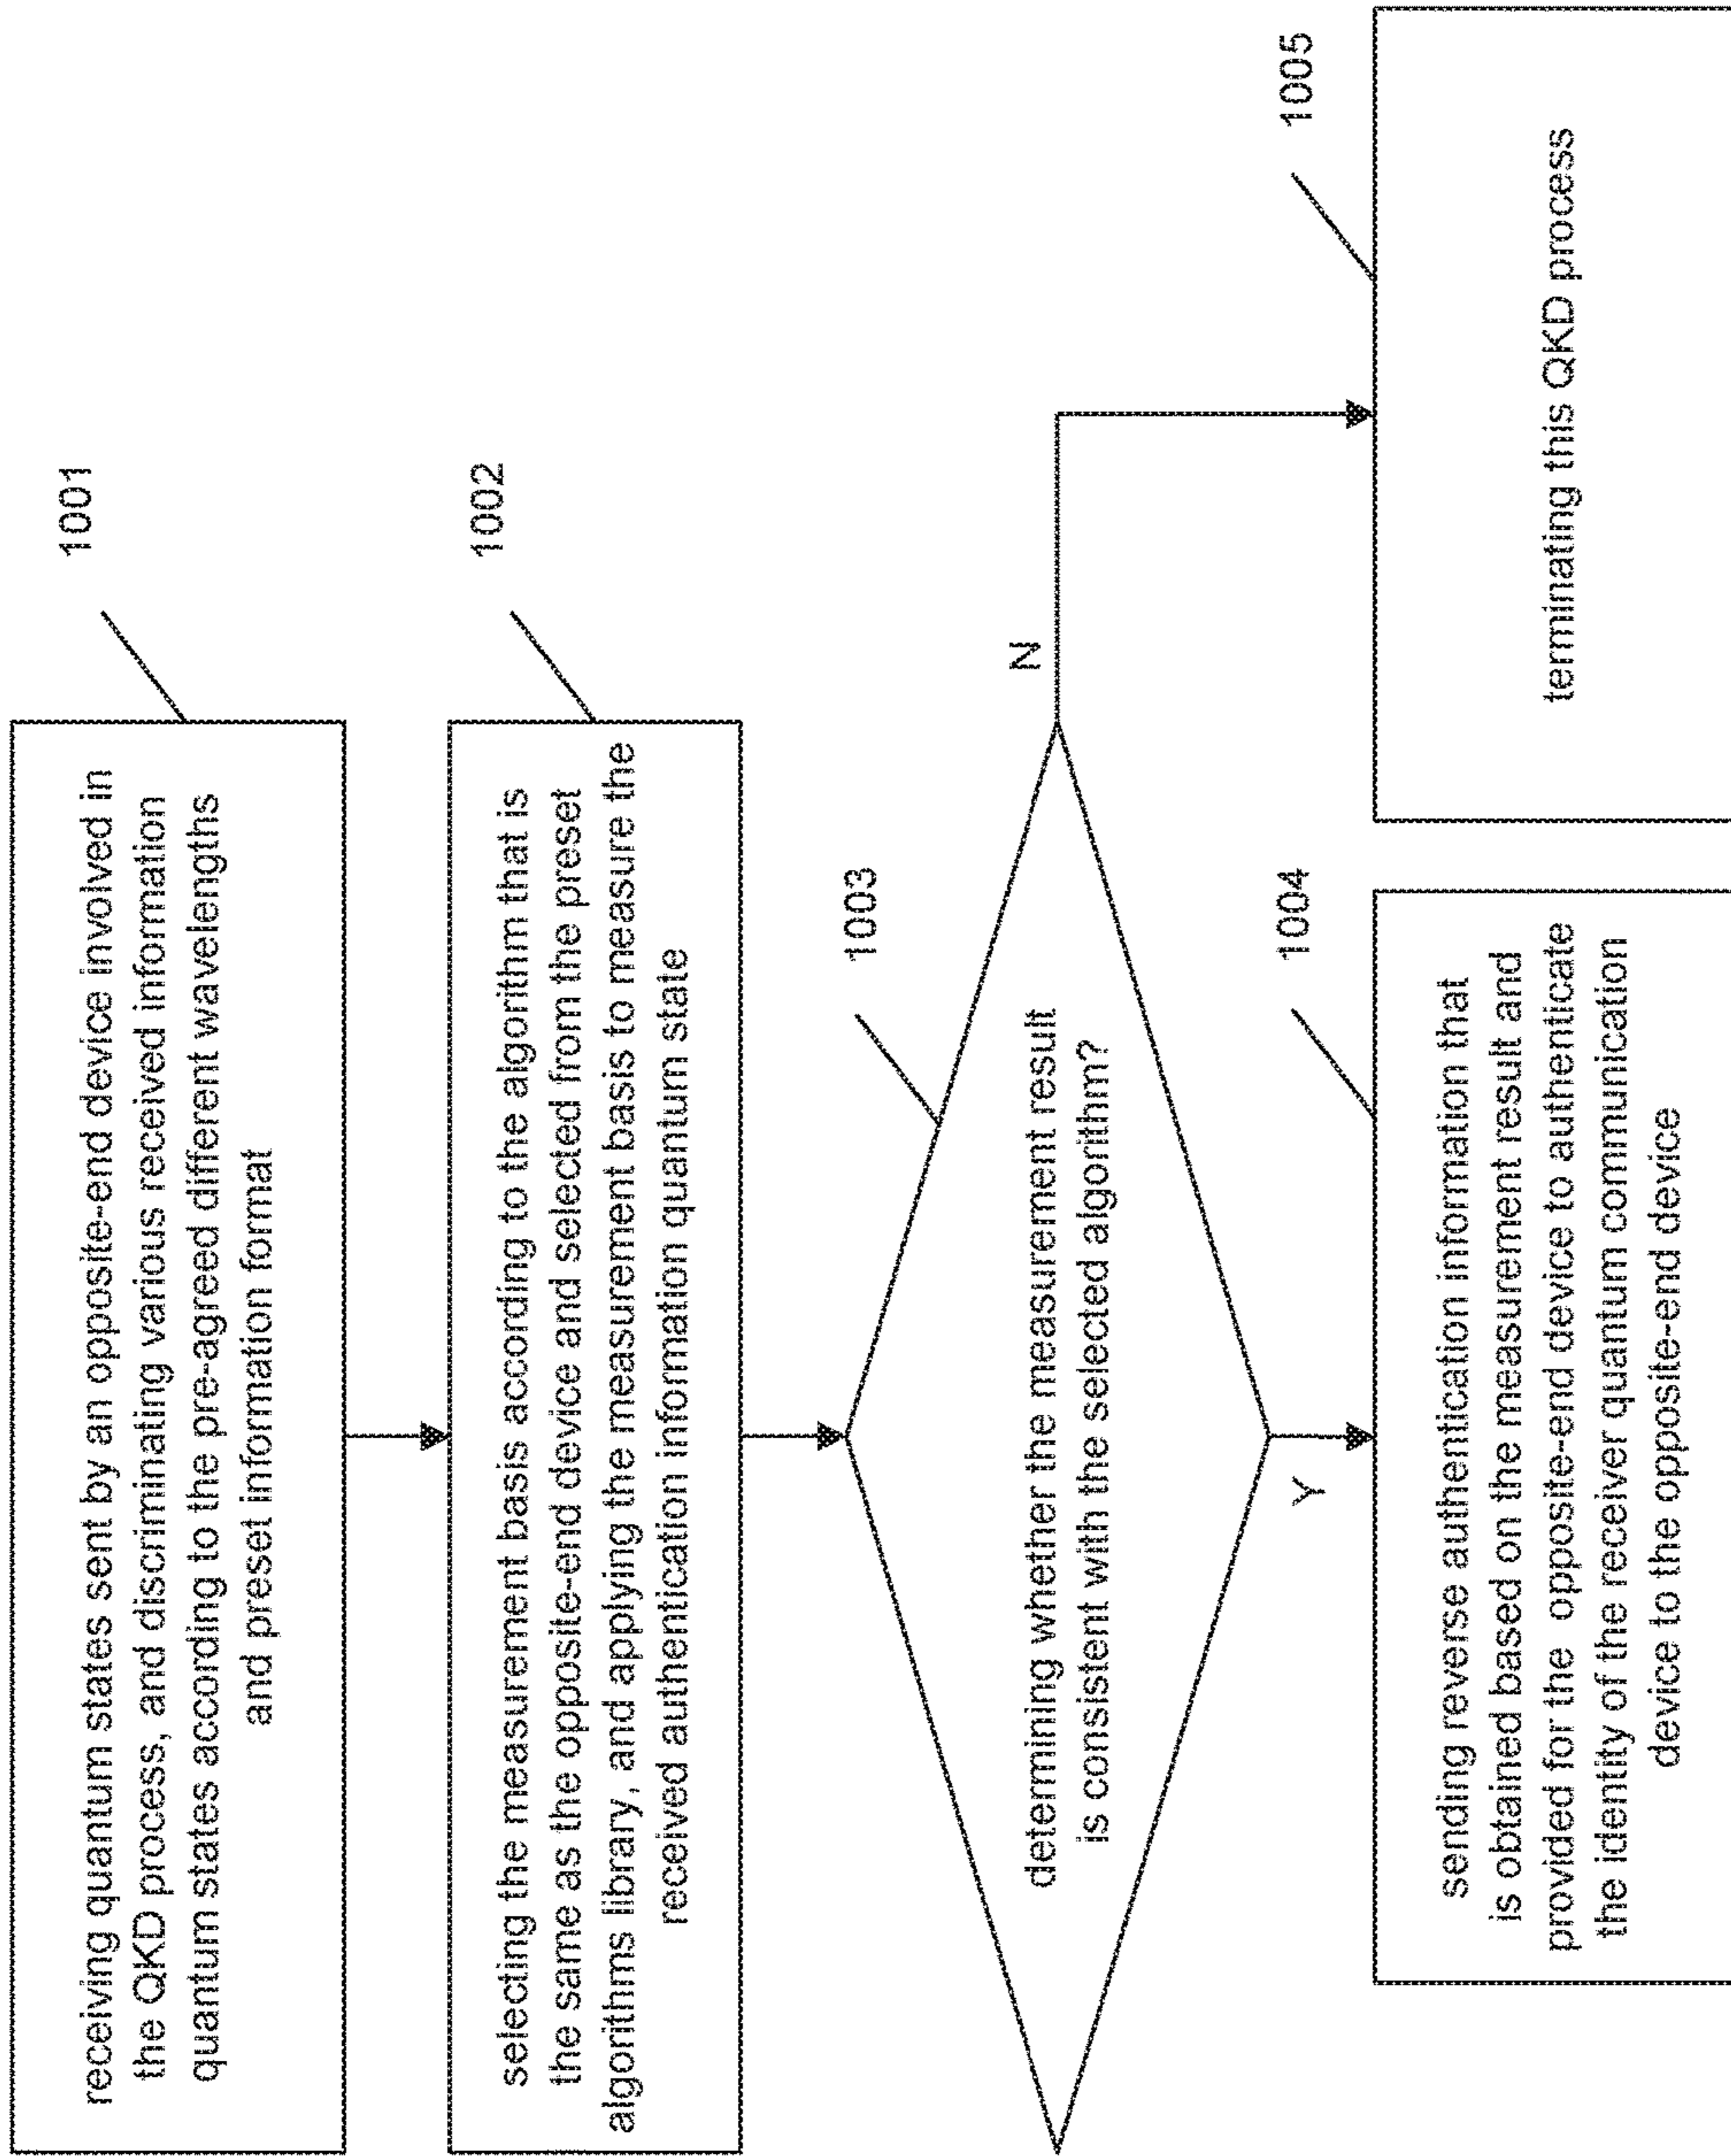 receiving quantum states sent by an opposite-end device involved in
the QKD process, and discriminating various received information
quantum states according to the pre-agreed different wavelengths
and preset information format
1001
selecting the measurement basis according to the algorithm that is
the same as the opposite-end device and selected from the preset
algorithms library, and applying the measurement basis to measure the
received authentication information quantum state
1002
determining whether the measurement result
is consistent with the selected algorithm?
1003
N
Y
sending reverse authentication information that
is obtained based on the measurement result and
provided for the opposite-end device to authenticate
the identity of the receiver quantum communication
device to the opposite-end device
1004
terminating this QKD process
1005